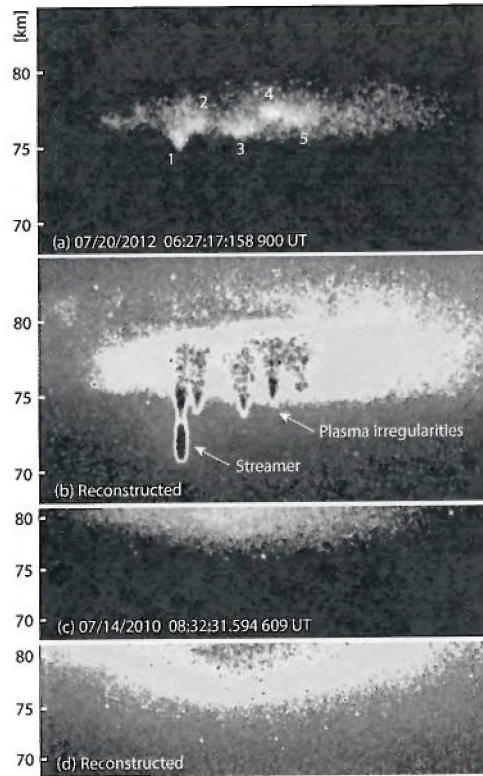 [km]
80
75
70
1
2
3
4
5
(a) 07/20/2012 06:27:17:158 900 UT
80
75
70
Plasma irregularities
Streamer
(b) Reconstructed
80
75
70
(c) 07/14/2010 08:32:31.594 609 UT
80
75
70
(d) Reconstructed